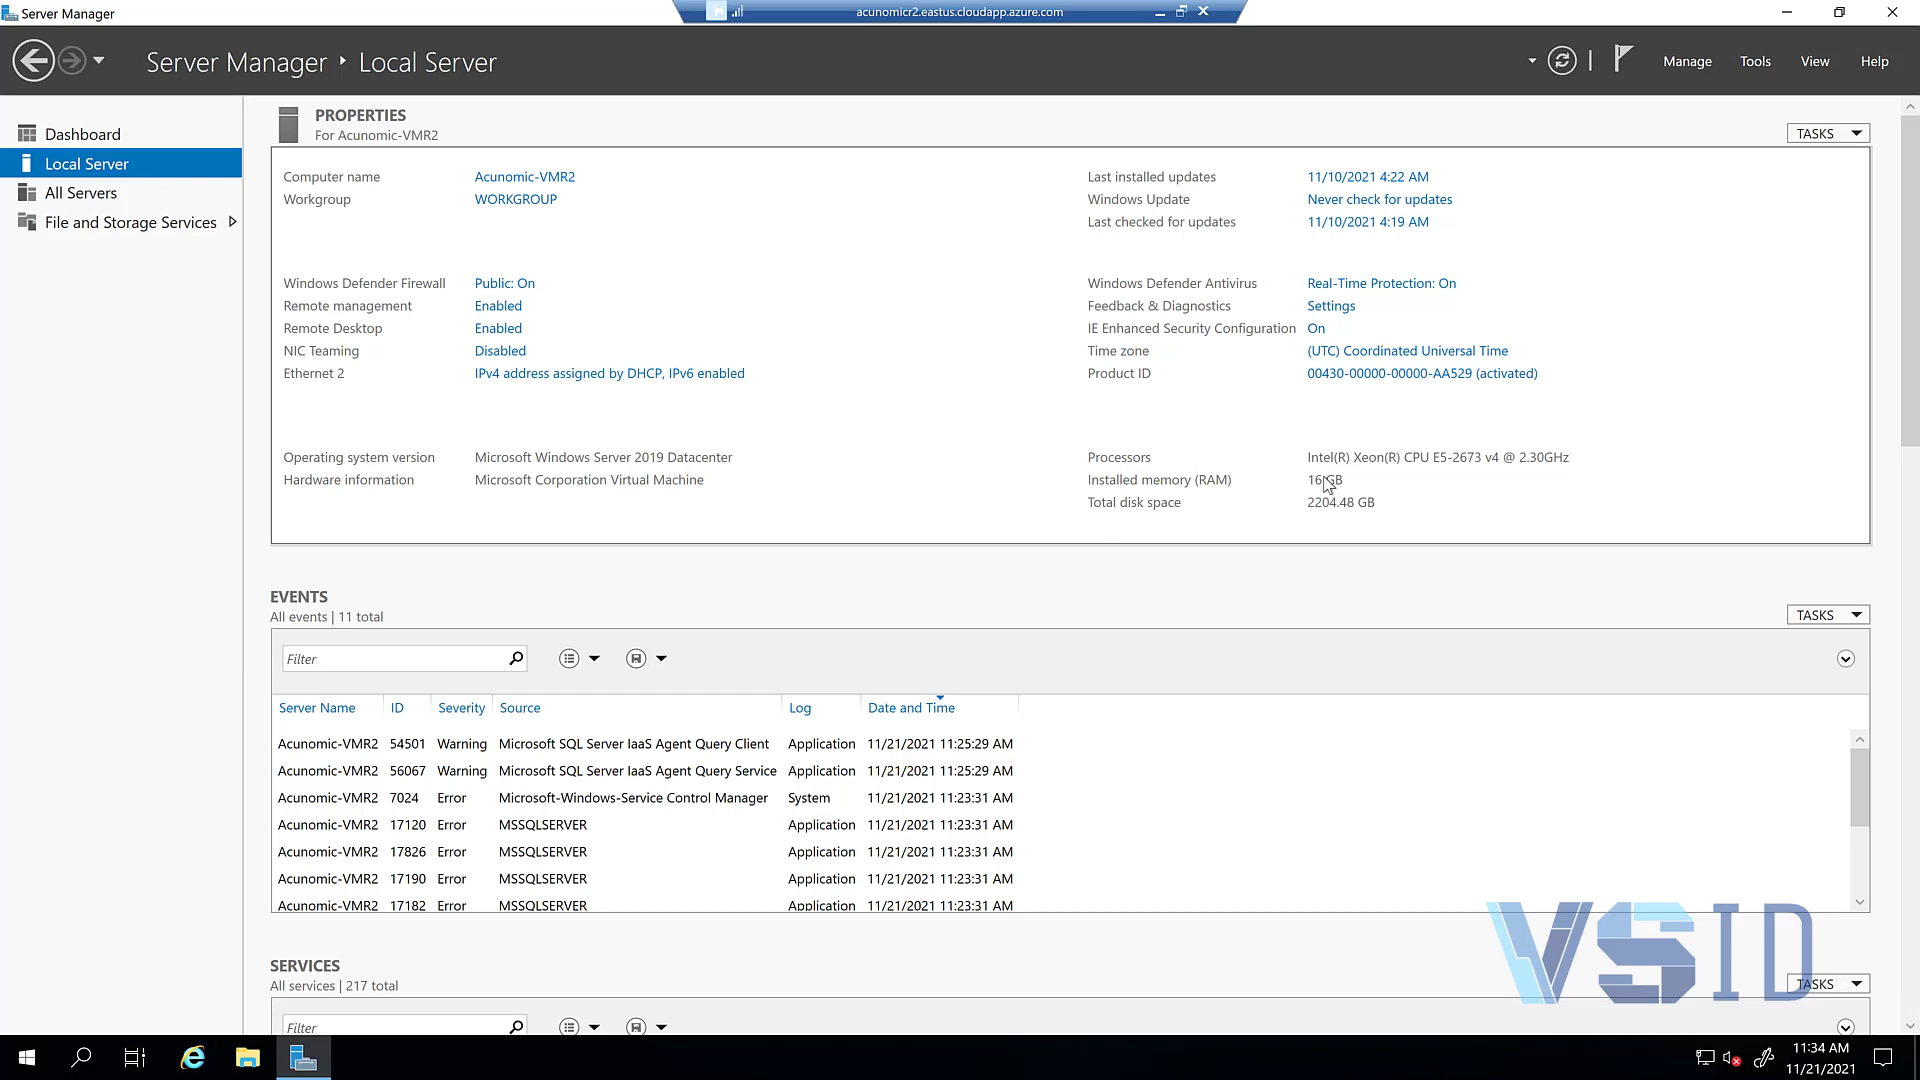 Server Manager
acunomicr2.eastus.cloudapp.azure.com
Server Manager Local Server
Manage Tools View Help
Dashboard
Local Server
All Servers
File and Storage Services
PROPERTIES
For Acunomic-VMR2
TASKS
Computer name Acunomic-VMR2
Workgroup WORKGROUP
Last installed updates 11/10/2021 4:22 AM
Windows Update Never check for updates
Last checked for updates 11/10/2021 4:19 AM
Windows Defender Firewall Public: On
Remote management Enabled
Remote Desktop Enabled
NIC Teaming Disabled
Ethernet 2 IPv4 address assigned by DHCP, IPv6 enabled
Windows Defender Antivirus Real-Time Protection: On
Feedback & Diagnostics Settings
IE Enhanced Security Configuration On
Time zone (UTC) Coordinated Universal Time
Product ID 00430-00000-00000-AA529 (activated)
Operating system version Microsoft Windows Server 2019 Datacenter
Hardware information Microsoft Corporation Virtual Machine
Processors Intel(R) Xeon(R) CPU E5-2673 v4 @ 2.30GHz
Installed memory (RAM) 16 GB
Total disk space 2204.48 GB
EVENTS
All events | 11 total
TASKS
Filter
Server Name ID Severity Source Log Date and Time
Acunomic-VMR2 54501 Warning Microsoft SQL Server IaaS Agent Query Client Application 11/21/2021 11:25:29 AM
Acunomic-VMR2 56067 Warning Microsoft SQL Server IaaS Agent Query Service Application 11/21/2021 11:25:29 AM
Acunomic-VMR2 7024 Error Microsoft-Windows-Service Control Manager System 11/21/2021 11:23:31 AM
Acunomic-VMR2 17120 Error MSSQLSERVER Application 11/21/2021 11:23:31 AM
Acunomic-VMR2 17826 Error MSSQLSERVER Application 11/21/2021 11:23:31 AM
Acunomic-VMR2 17190 Error MSSQLSERVER Application 11/21/2021 11:23:31 AM
Acunomic-VMR2 17182 Error MSSQLSERVER Application 11/21/2021 11:23:31 AM
VSID
SERVICES
All services | 217 total
TASKS
Filter
11:34 AM
11/21/2021